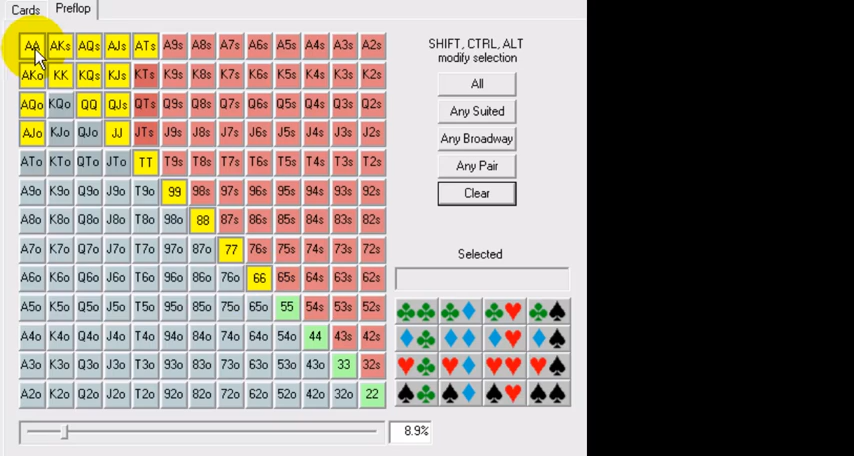 Cards Preflop
AA AKs AQs AJs ATs A9s A8s A7s A6s A5s A4s A3s A2s
AKo KK KQs KJs KTs K9s K8s K7s K6s K5s K4s K3s K2s
AQo KQo QQ QJs QTs Q9s Q8s Q7s Q6s Q5s Q4s Q3s Q2s
AJo KJo QJo JJ JTs J9s J8s J7s J6s J5s J4s J3s J2s
ATo KTo QTo JTo TT T9s T8s T7s T6s T5s T4s T3s T2s
A9o K9o Q9o J9o T9o 99 98s 97s 96s 95s 94s 93s 92s
A8o K8o Q8o J8o T8o 98o 88 87s 86s 85s 84s 83s 82s
A7o K7o Q7o J7o T7o 97o 87o 77 76s 75s 74s 73s 72s
A6o K6o Q6o J6o T6o 96o 86o 76o 66 65s 64s 63s 62s
A5o K5o Q5o J5o T5o 95o 85o 75o 65o 55 54s 53s 52s
A4o K4o Q4o J4o T4o 94o 84o 74o 64o 54o 44 43s 42s
A3o K3o Q3o J3o T3o 93o 83o 73o 63o 53o 43o 33 32s
A2o K2o Q2o J2o T2o 92o 82o 72o 62o 52o 42o 32o 22
8.9%
SHIFT, CTRL, ALT
modify selection
All
Any Suited
Any Broadway
Any Pair
Clear
Selected